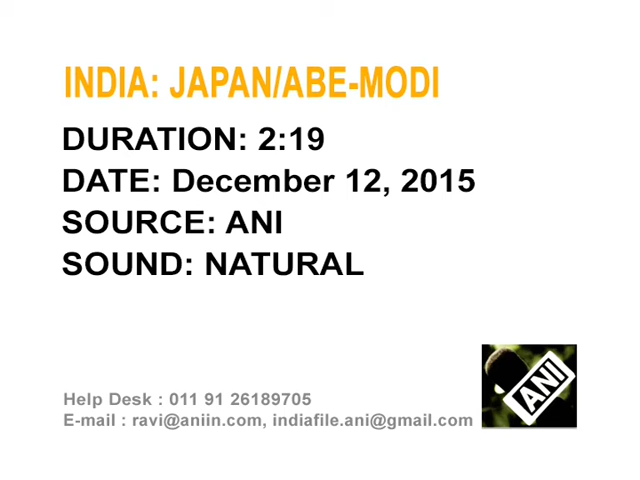 INDIA: JAPAN/ABE-MODI
DURATION: 2:19
DATE: December 12, 2015
SOURCE: ANI
SOUND: NATURAL
ANI
Help Desk : 011 91 26189705
E-mail : ravi@aniin.com, indiafile.ani@gmail.com